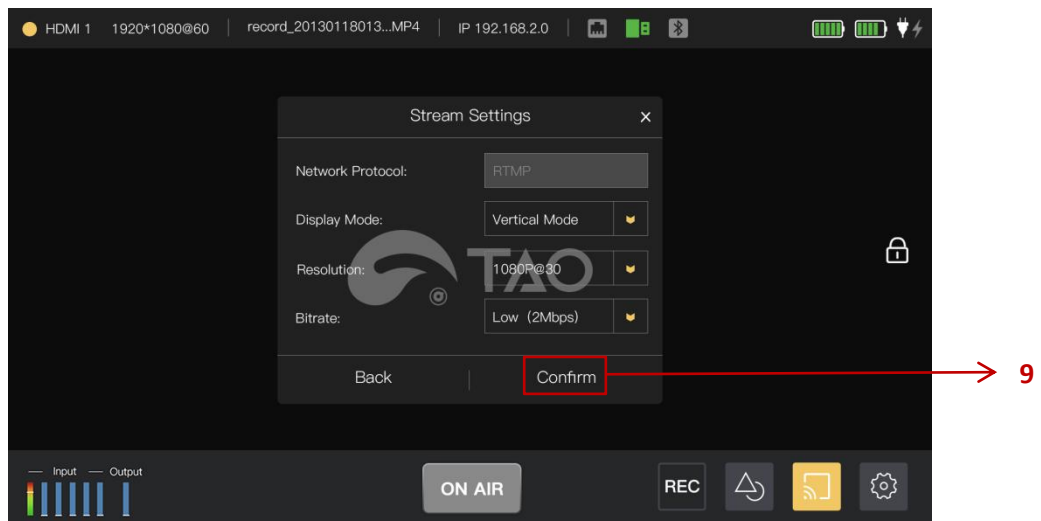 HDMI 1 1920*1080@60 record_20130118013...MP4 IP 192.168.2.0
Stream Settings
Network Protocol: RTMP
Display Mode: Vertical Mode
TAO
Resolution: 1080P@30
Bitrate: Low (2Mbps)
Back Confirm
9
Input Output
ON AIR
REC